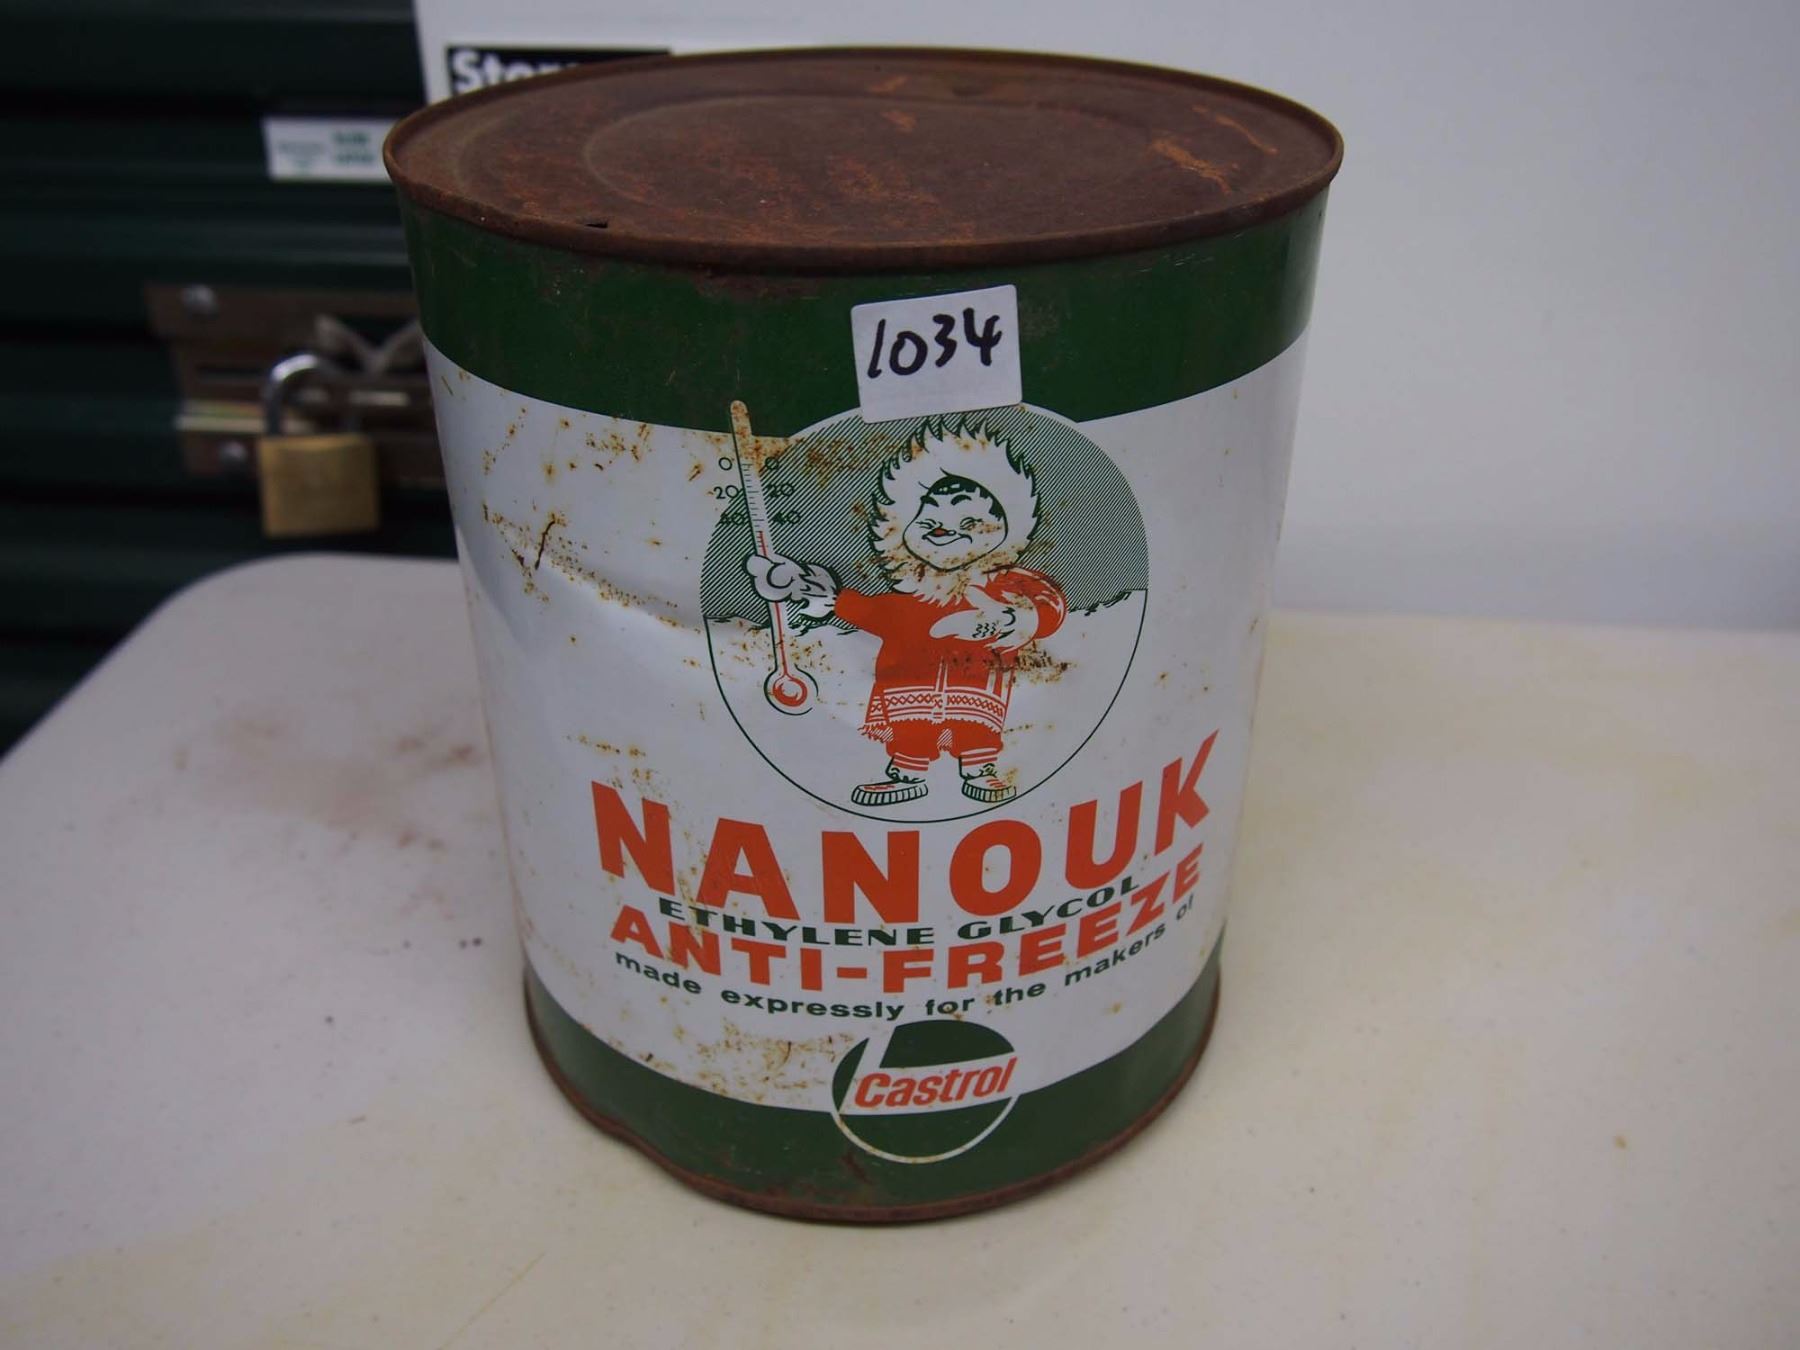 1034
0 0
20 20
40 40
NANOUK
ETHYLENE GLYCOL
ANTI-FREEZE
made expressly for the makers of
Castrol